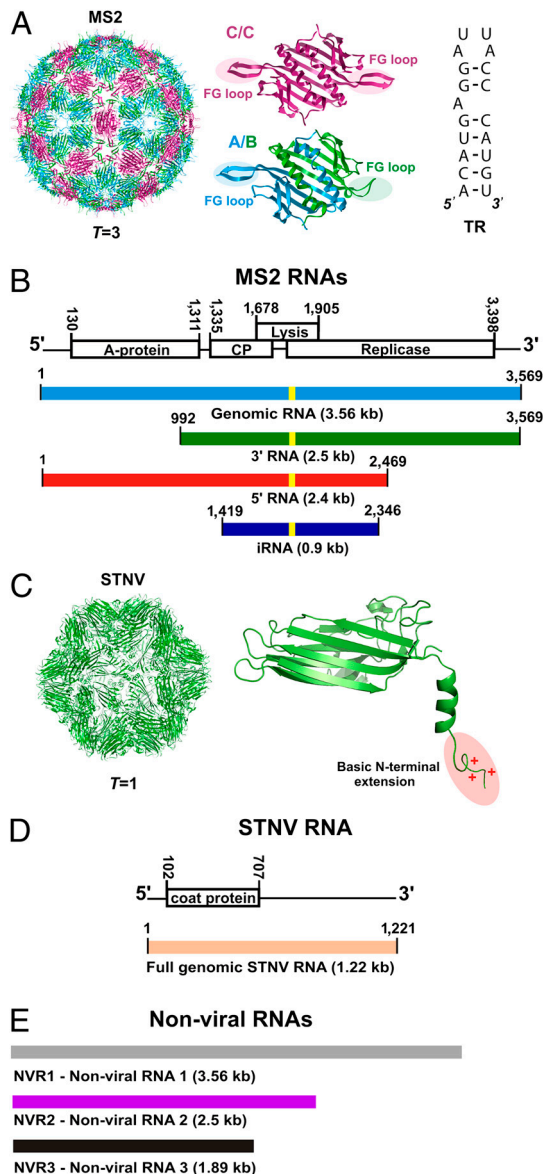 A
MS2
T=3
C/C
FG loop
FG loop
A/B
FG loop
FG loop
U U
A A
G-C
G-C
A
U-A
G C
A-U
U-A
C-G
A-U
5' 3'
TR
B
MS2 RNAs
130
1,311
1,335
1,678
1,905
3,398
Lysis
5'
A-protein
CP
Replicase
3'
1
3,569
Genomic RNA (3.56 kb)
992
3,569
3' RNA (2.5 kb)
1
2,469
5' RNA (2.4 kb)
1,419
2,346
iRNA (0.9 kb)
C
STNV
T=1
Basic N-terminal
extension
+ + +
D
STNV RNA
102
707
5'
coat protein
3'
1
1,221
Full genomic STNV RNA (1.22 kb)
E
Non-viral RNAs
NVR1 - Non-viral RNA 1 (3.56 kb)
NVR2 - Non-viral RNA 2 (2.5 kb)
NVR3 - Non-viral RNA 3 (1.89 kb)